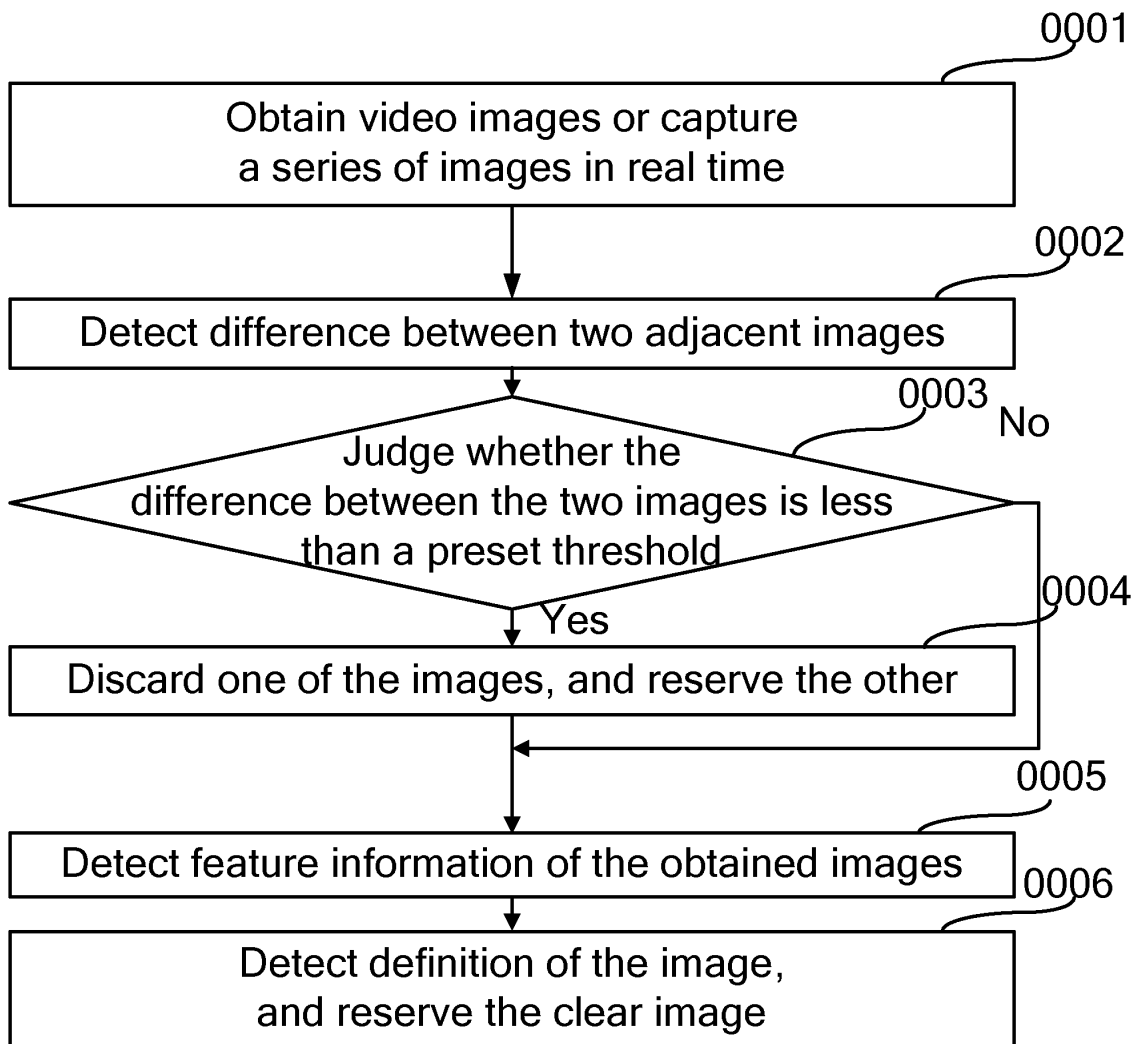 0001
Obtain video images or capture
a series of images in real time
0002
Detect difference between two adjacent images
0003
No
Judge whether the
difference between the two images is less
than a preset threshold
Yes
0004
Discard one of the images, and reserve the other
0005
Detect feature information of the obtained images
0006
Detect definition of the image,
and reserve the clear image